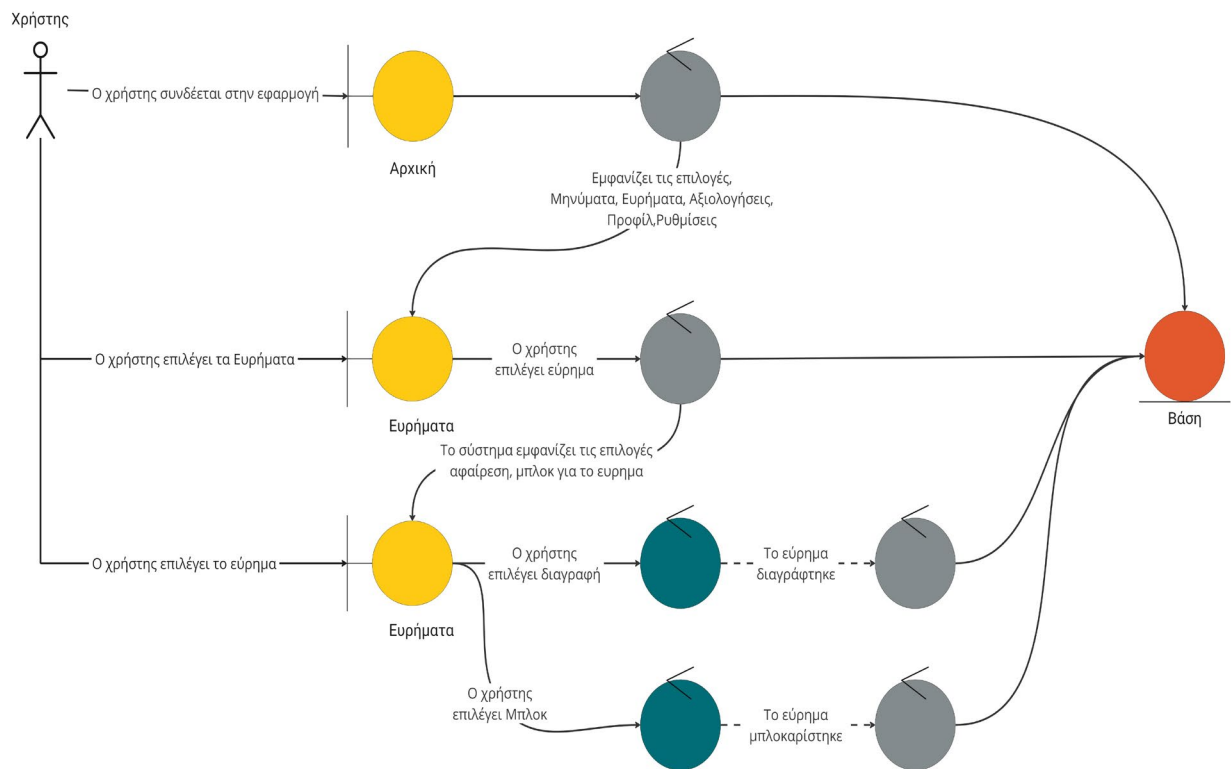 Χρήστης
Ο χρήστης συνδέεται στην εφαρμογή
Αρχική
Εμφανίζει τις επιλογές,
Μηνύματα, Ευρήματα, Αξιολογήσεις,
Προφίλ,Ρυθμίσεις
Ο χρήστης επιλέγει τα Ευρήματα
Ο χρήστης
επιλέγει εύρημα
Ευρήματα
Βάση
Το σύστημα εμφανίζει τις επιλογές
αφαίρεση, μπλοκ για το ευρημα
Ο χρήστης επιλέγει το εύρημα
Ο χρήστης
επιλέγει διαγραφή
Το εύρημα
διαγράφτηκε
Ευρήματα
Ο χρήστης
επιλέγει Μπλοκ
Το εύρημα
μπλοκαρίστηκε